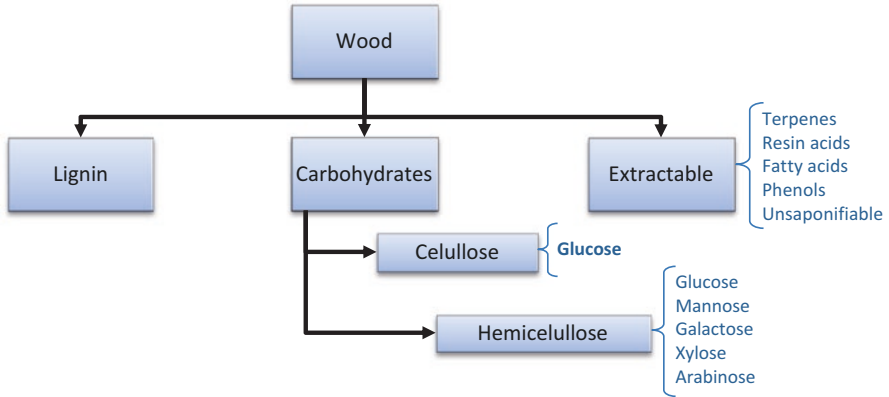 Wood
Lignin
Carbohydrates
Extractable
Terpenes
Resin acids
Fatty acids
Phenols
Unsaponifiable
Celullose
Glucose
Hemicelullose
Glucose
Mannose
Galactose
Xylose
Arabinose